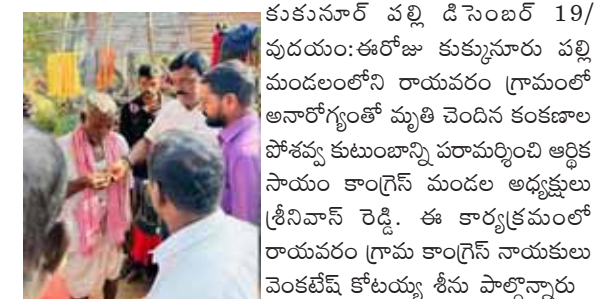 కుకునూర్ పల్లి డిసెంబర్ 19/
వుదయం:ఈరోజు కుక్కునూరు పల్లి
మండలంలోని రాయవరం గ్రామంలో
అనారోగ్యంతో మృతి చెందిన కంకణాల
పోశవ్వ కుటుంబాన్ని పరామర్శించి ఆర్థిక
సాయం కాంగ్రెస్ మండల అధ్యక్షులు
శ్రీనివాస్ రెడ్డి. ఈ కార్యక్రమంలో
రాయవరం గ్రామ కాంగ్రెస్ నాయకులు
వెంకటేష్ కోటయ్య శీను పాల్గొన్నారు